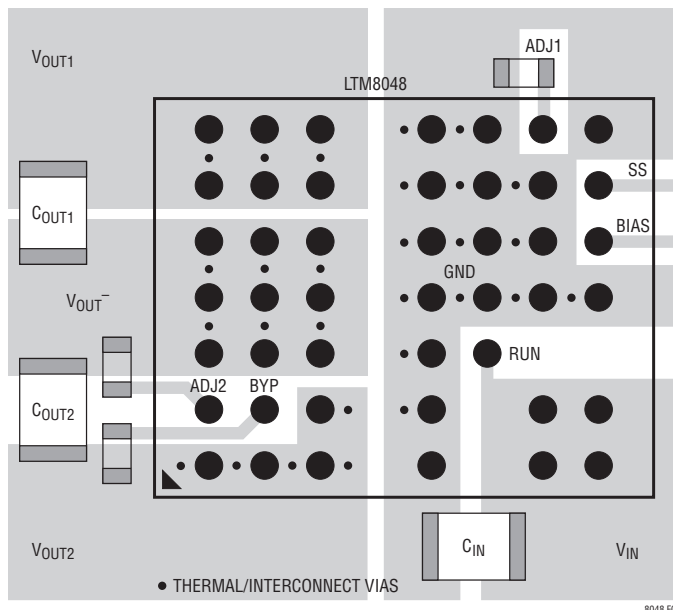 VOUT1
ADJ1
LTM8048
SS
COUT1
BIAS
GND
VOUT–
RUN
ADJ2 BYP
COUT2
CIN
VOUT2
VIN
• THERMAL/INTERCONNECT VIAS